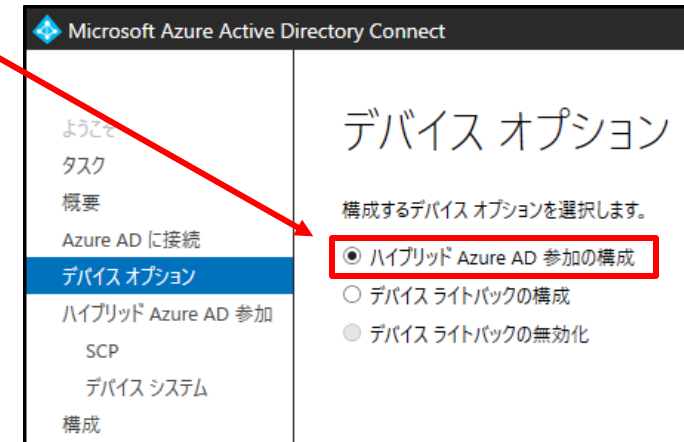 Microsoft Azure Active Directory Connect
ようこそ
タスク
概要
Azure AD に接続
デバイス オプション
ハイブリッド Azure AD 参加
SCP
デバイス システム
構成
デバイス オプション
構成するデバイス オプションを選択します。
ハイブリッド Azure AD 参加の構成
デバイス ライトバックの構成
デバイス ライトバックの無効化